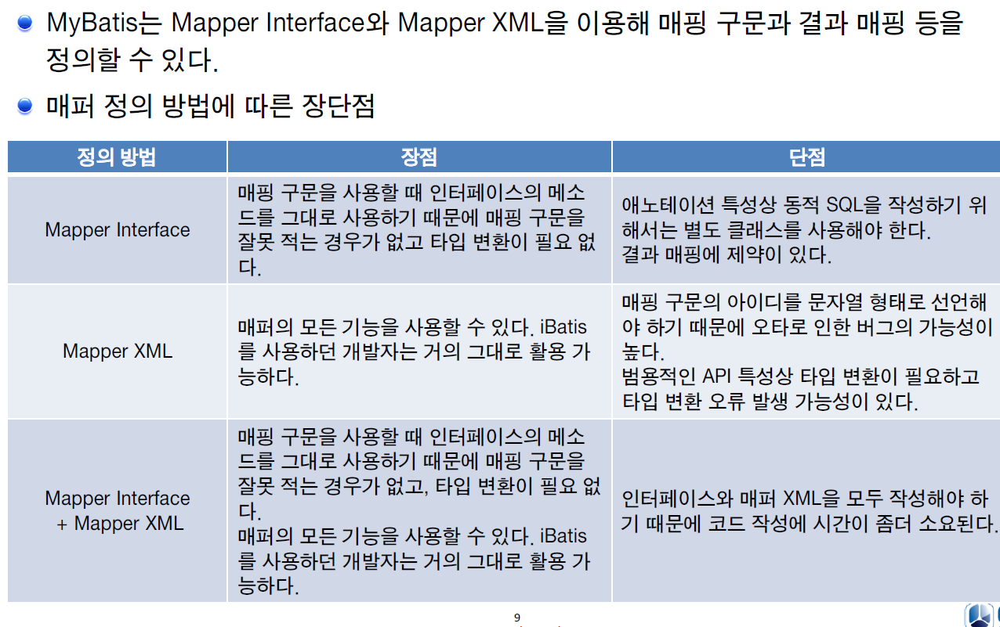 MyBatis는 Mapper Interface와 Mapper XML을 이용해 매핑 구문과 결과 매핑 등을
정의할 수 있다.
매퍼 정의 방법에 따른 장단점
정의 방법
장점
단점
Mapper Interface
매핑 구문을 사용할 때 인터페이스의 메소
드를 그대로 사용하기 때문에 매핑 구문을
잘못 적는 경우가 없고 타입 변환이 필요 없
다.
애노테이션 특성상 동적 SQL을 작성하기 위
해서는 별도 클래스를 사용해야 한다.
결과 매핑에 제약이 있다.
Mapper XML
매퍼의 모든 기능을 사용할 수 있다. iBatis
를 사용하던 개발자는 거의 그대로 활용 가
능하다.
매핑 구문의 아이디를 문자열 형태로 선언해
야 하기 때문에 오타로 인한 버그의 가능성이
높다.
범용적인 API 특성상 타입 변환이 필요하고
타입 변환 오류 발생 가능성이 있다.
Mapper Interface
+ Mapper XML
매핑 구문을 사용할 때 인터페이스의 메소
드를 그대로 사용하기 때문에 매핑 구문을
잘못 적는 경우가 없고, 타입 변환이 필요 없
다.
매퍼의 모든 기능을 사용할 수 있다. iBatis
를 사용하던 개발자는 거의 그대로 활용 가
능하다.
인터페이스와 매퍼 XML을 모두 작성해야 하
기 때문에 코드 작성에 시간이 좀더 소요된다.
9